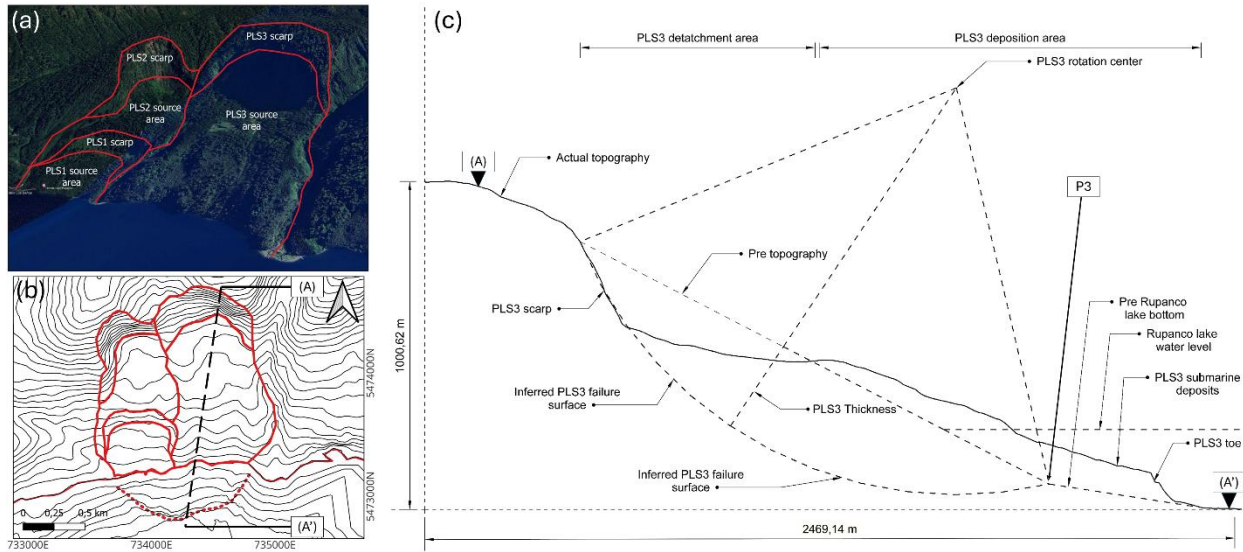 (a)
PLS3 scarp
PLS2 scarp
PLS2 source
area
PLS3 source
area
PLS1 scarp
PLS1 source
area
(b)
(A)
(A')
0 0,25 0,5 km
733000E
734000E
735000E
5474000N
5473000N
(c)
PLS3 detatchment area
PLS3 deposition area
PLS3 rotation center
(A)
Actual topography
P3
Pre topography
PLS3 scarp
Pre Rupanco
lake bottom
Rupanco lake
water level
PLS3 submarine
deposits
Inferred PLS3 failure
surface
PLS3 Thickness
PLS3 toe
Inferred PLS3 failure
surface
(A')
1000,62 m
2469,14 m